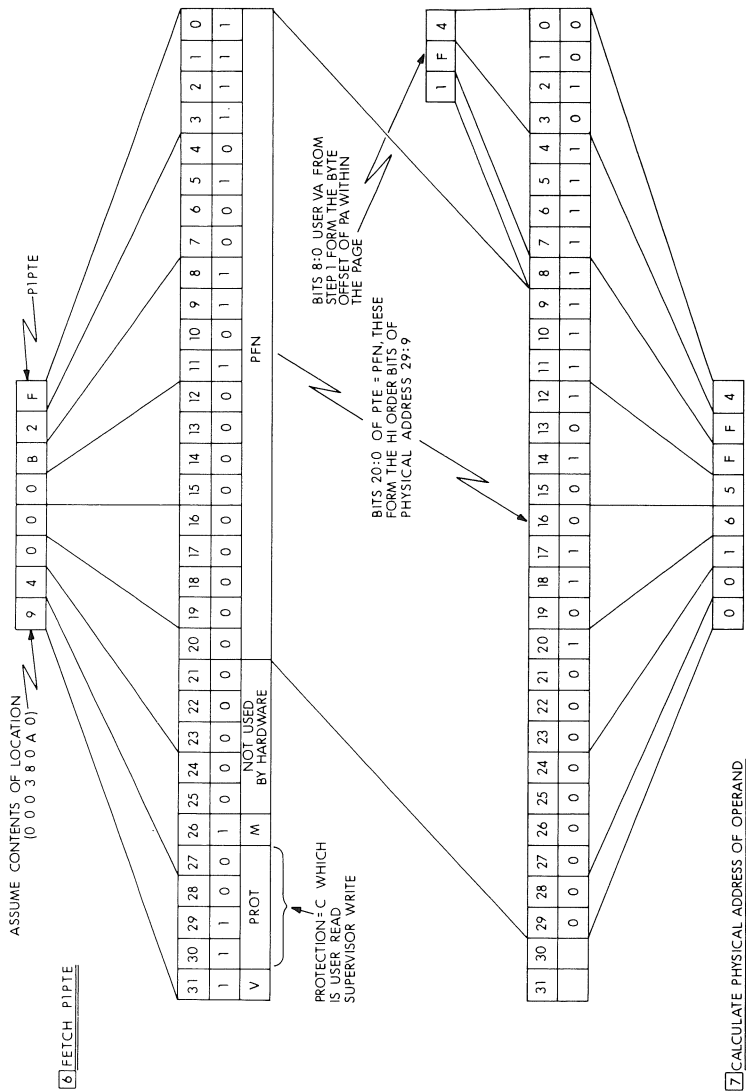 ASSUME CONTENTS OF LOCATION
(0 0 0 3 8 0 A 0)
9 4 0 0 0 B 2 F
P1PTE
6 FETCH P1PTE
31 30 29 28 27 26 25 24 23 22 21 20 19 18 17 16 15 14 13 12 11 10 9 8 7 6 5 4 3 2 1 0
1 1 1 0 0 1 0 0 0 0 0 0 0 0 0 0 0 0 0 0 1 0 1 1 0 0 1 0 1 1 1 1
V PROT M NOT USED BY HARDWARE PFN
PROTECTION = C WHICH
IS USER READ
SUPERVISOR WRITE
BITS 20:0 OF PTE = PFN, THESE
FORM THE HI ORDER BITS OF
PHYSICAL ADDRESS 29:9
BITS 8:0 USER VA FROM
STEP 1 FORM THE BYTE
OFFSET OF PA WITHIN
THE PAGE
1 F 4
31 30 29 28 27 26 25 24 23 22 21 20 19 18 17 16 15 14 13 12 11 10 9 8 7 6 5 4 3 2 1 0
0 0 0 0 0 0 0 0 0 1 0 1 1 0 0 1 0 1 1 1 1 1 1 1 1 1 0 1 0 0
0 0 1 6 5 F F 4
7 CALCULATE PHYSICAL ADDRESS OF OPERAND